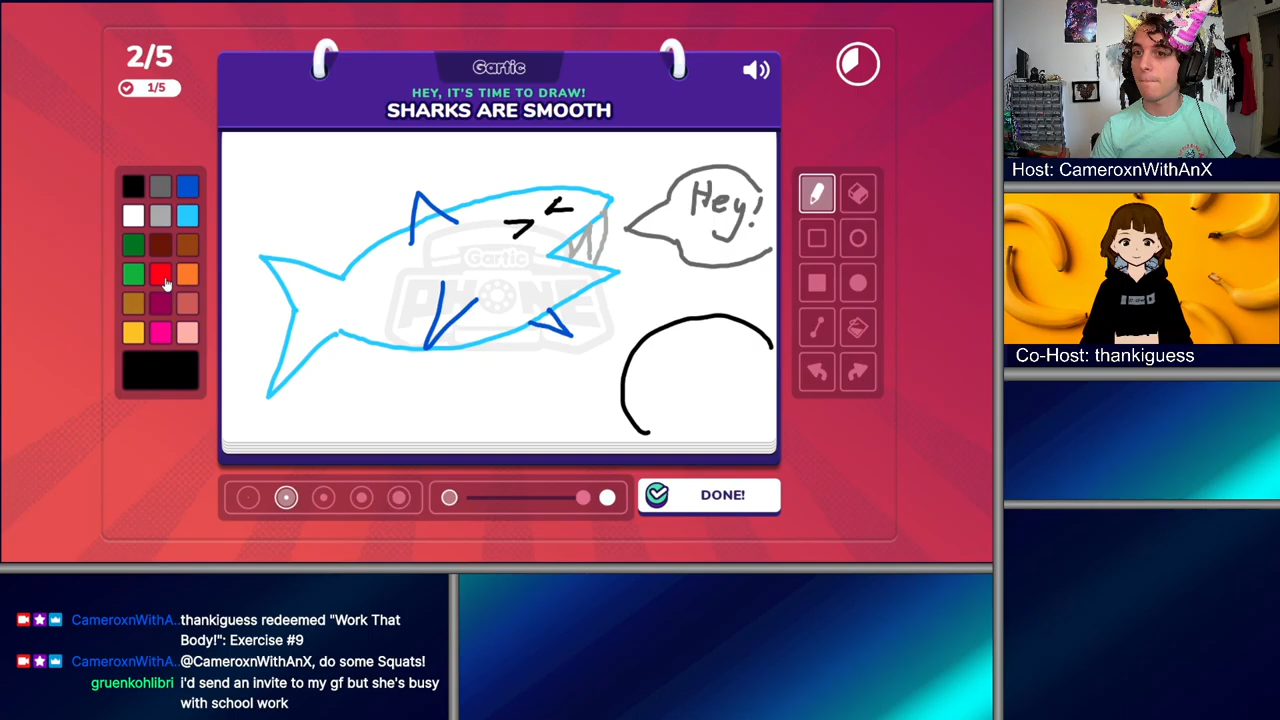 2/5
1/5
Gartic
HEY, IT'S TIME TO DRAW!
SHARKS ARE SMOOTH
Hey!
Gartic
PHONE
DONE!
Host: CameroxnWithAnX
Co-Host: thankiguess
CameroxnWithA.. thankiguess redeemed "Work That
Body!": Exercise #9
CameroxnWithA.. @CameroxnWithAnX, do some Squats!
gruenkohlibri i'd send an invite to my gf but she's busy
with school work